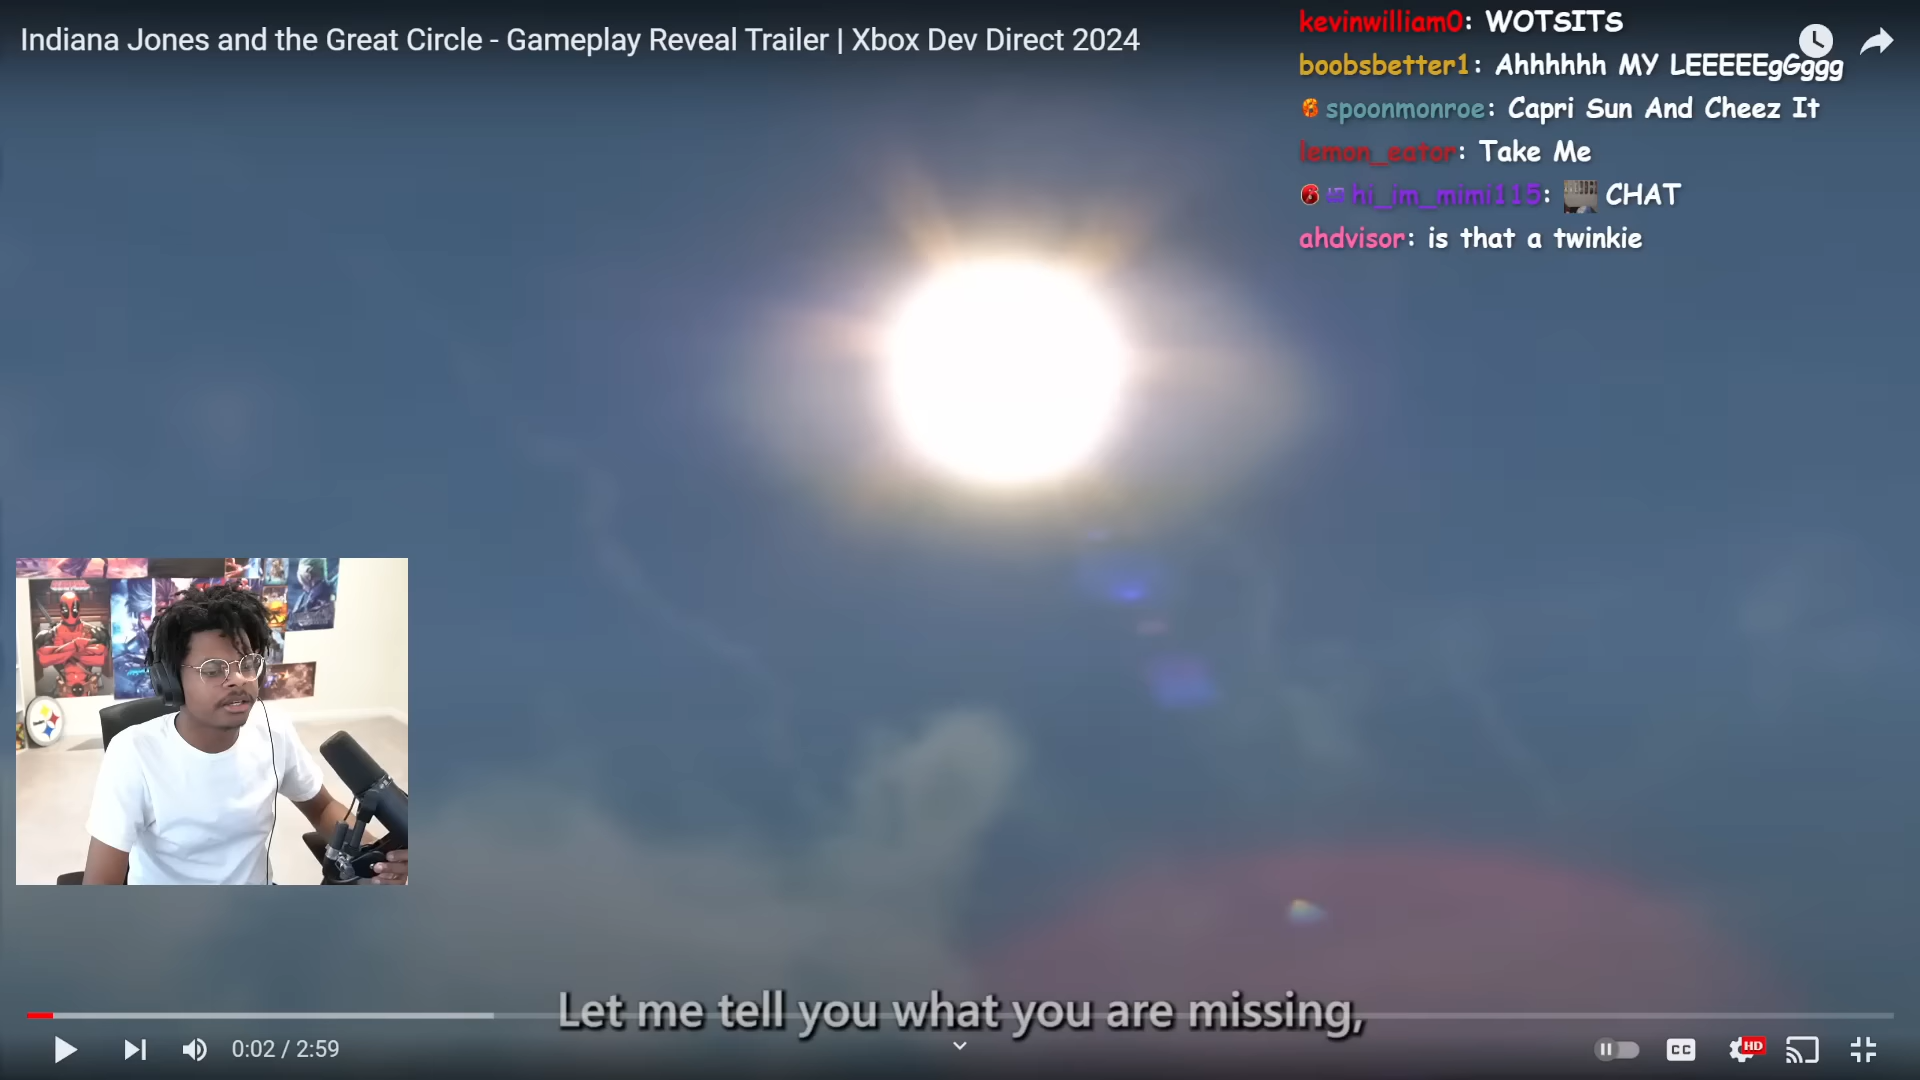 Indiana Jones and the Great Circle - Gameplay Reveal Trailer | Xbox Dev Direct 2024
kevinwilliam0: WOTSITS
boobsbetter1: Ahhhhhh MY LEEEEEgGggg
spoonmonroe: Capri Sun And Cheez It
lemon_eator: Take Me
hi_im_mimi115: CHAT
ahdvisor: is that a twinkie
Let me tell you what you are missing,
0:02 / 2:59
CC
HD